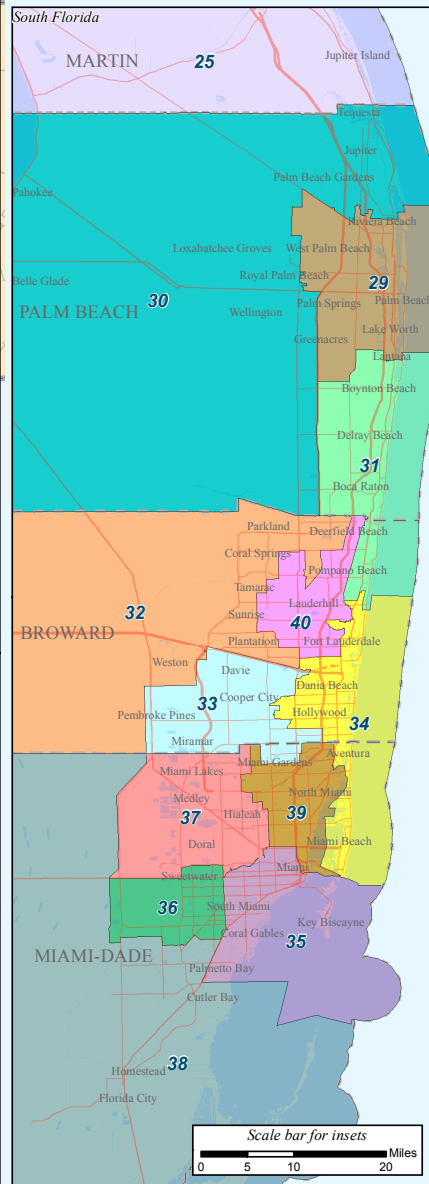 South Florida
MARTIN
25
Jupiter Island
Tequesta
Jupiter
Palm Beach Gardens
Pahokee
Riviera Beach
Loxahatchee Groves
West Palm Beach
Royal Palm Beach
29
Belle Glade
30
Palm Beach
PALM BEACH
Palm Springs
Wellington
Lake Worth
Greenacres
Lantana
Boynton Beach
Delray Beach
31
Boca Raton
Parkland
Deerfield Beach
Coral Springs
Pompano Beach
Tamarac
32
Lauderhill
Sunrise
40
BROWARD
Plantation
Fort Lauderdale
Weston
Davie
Dania Beach
Cooper City
33
Hollywood
Pembroke Pines
34
Miramar
Aventura
Miami Gardens
Miami Lakes
North Miami
Medley
37
Hialeah
39
Doral
Miami Beach
Miami
Sweetwater
36
South Miami
Key Biscayne
Coral Gables
35
MIAMI-DADE
Palmetto Bay
Cutler Bay
38
Homestead
Florida City
Scale bar for insets
Miles
0 5 10 20